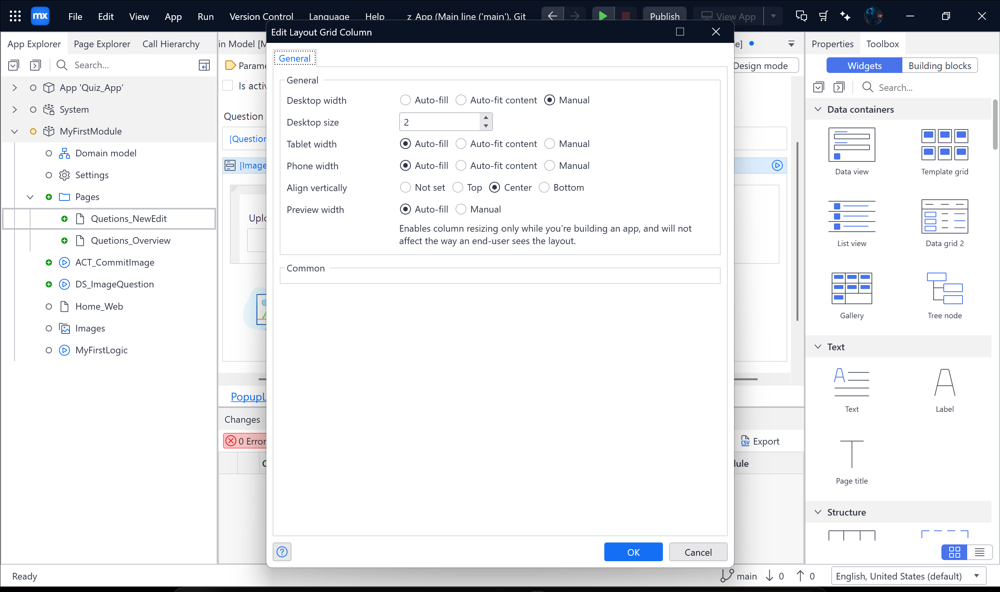 mx File Edit View App Run Version Control Language Help z_App (Main line ('main'), Git Publish View App
Edit Layout Grid Column
App Explorer Page Explorer Call Hierarchy
Search...
App 'Quiz_App'
System
MyFirstModule
Domain model
Settings
Pages
Quetions_NewEdit
Quetions_Overview
ACT_CommitImage
DS_ImageQuestion
Home_Web
Images
MyFirstLogic
in Model [M
Parame
Is activ
Question
[Question
[Image
Uplo
PopupL
Changes
0 Error
General
General
Desktop width Auto-fill Auto-fit content Manual
Desktop size 2
Tablet width Auto-fill Auto-fit content Manual
Phone width Auto-fill Auto-fit content Manual
Align vertically Not set Top Center Bottom
Preview width Auto-fill Manual
Enables column resizing only while you're building an app, and will not
affect the way an end-user sees the layout.
Common
OK Cancel
e]
Design mode
Export
dule
Properties Toolbox
Widgets Building blocks
Search...
Data containers
Data view Template grid
List view Data grid 2
Gallery Tree node
Text
Text Label
Page title
Structure
Ready
main 0 0 English, United States (default)